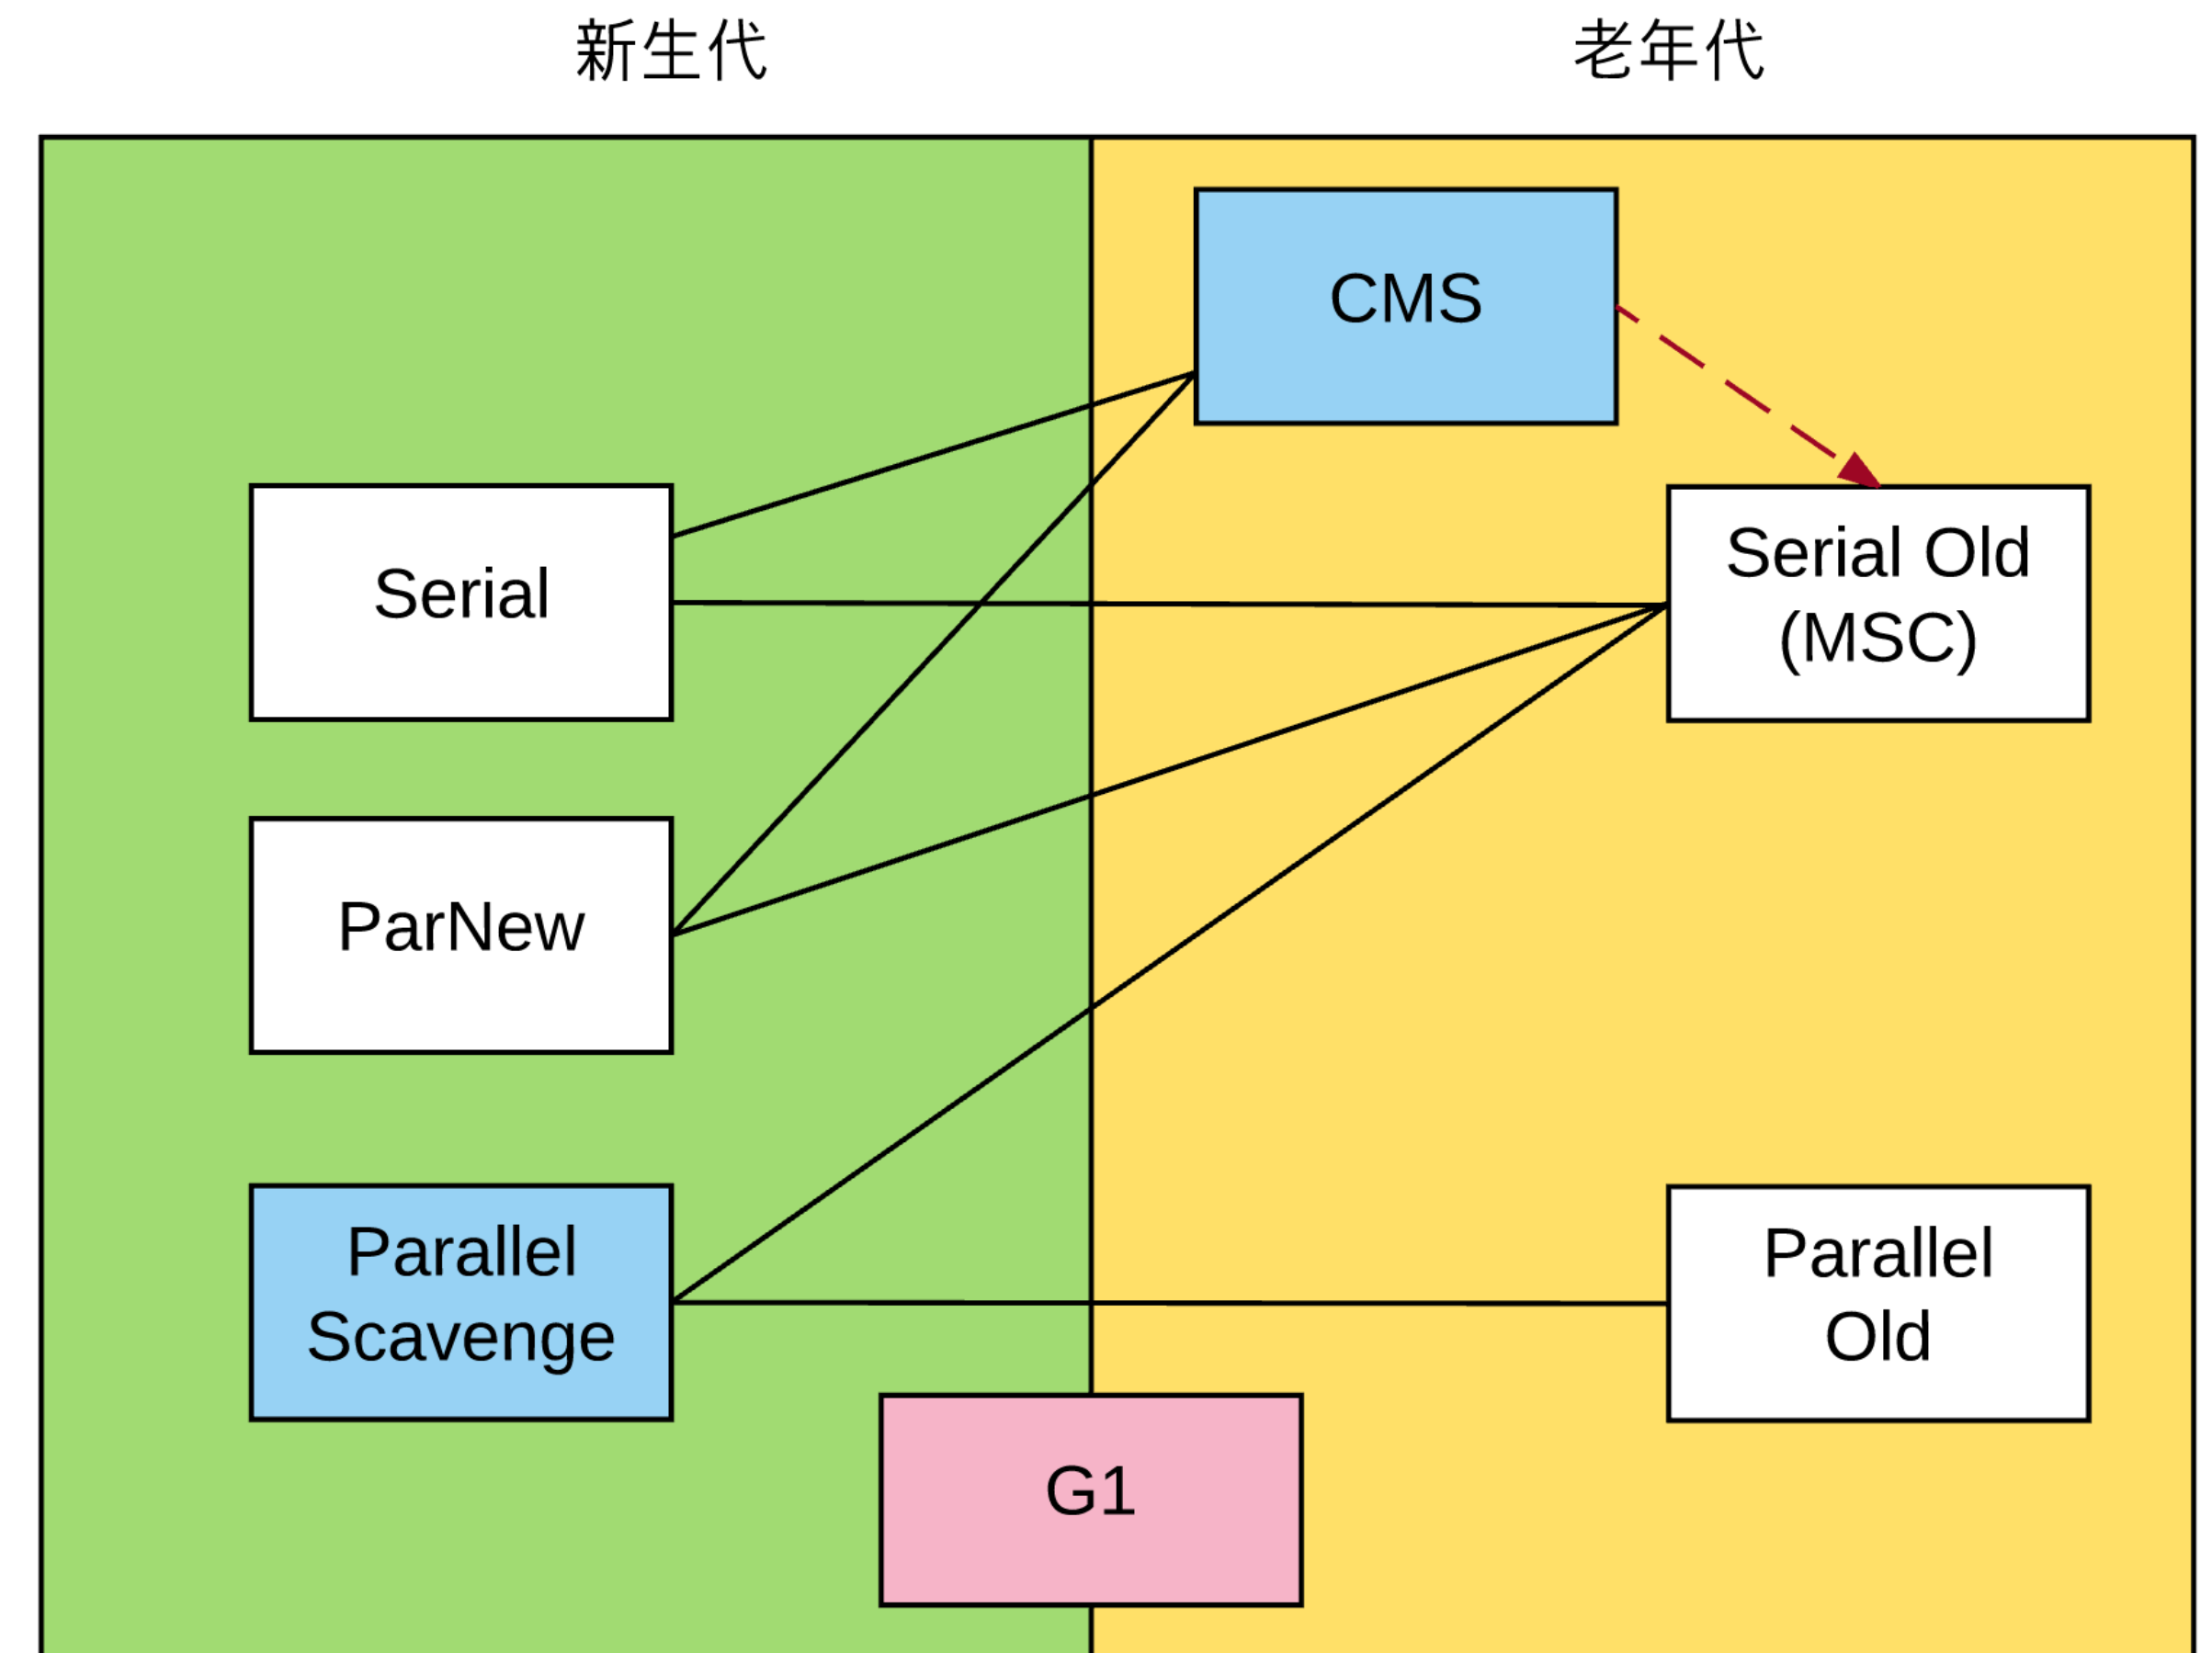 新生代
老年代
CMS
Serial
Serial Old
(MSC)
ParNew
Parallel
Scavenge
Parallel
Old
G1